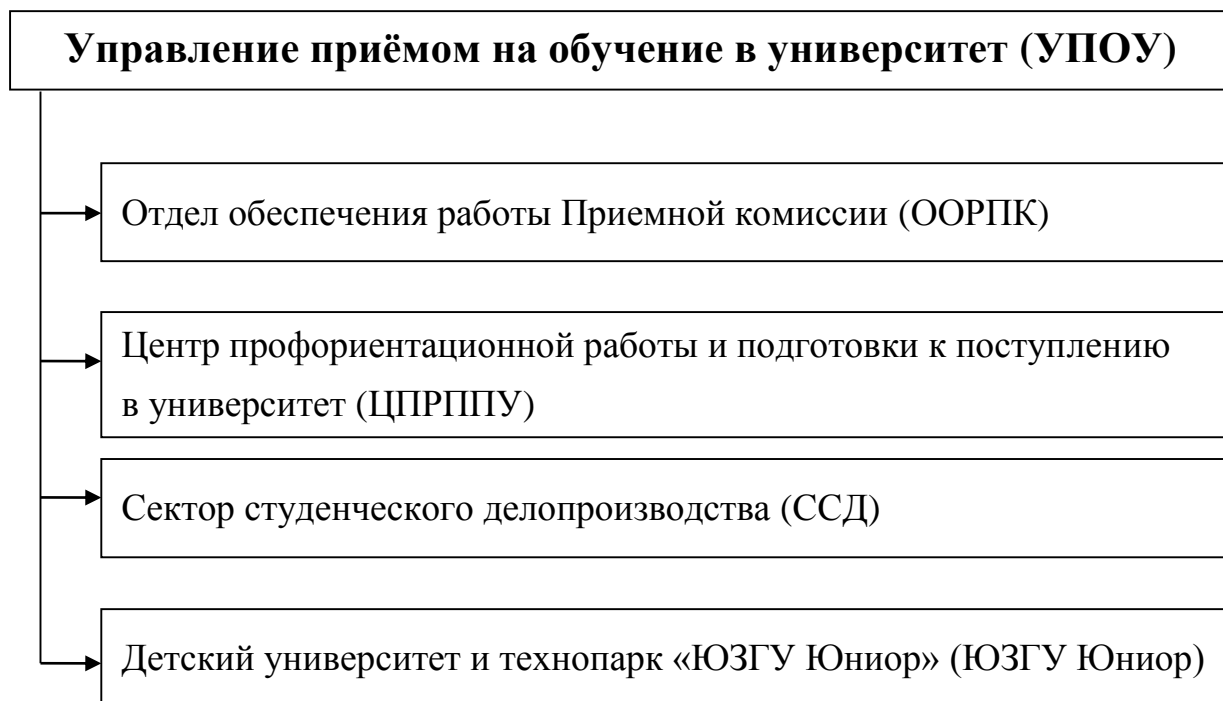 Управление приёмом на обучение в университет (УПОУ)
Отдел обеспечения работы Приемной комиссии (ООРПК)
Центр профориентационной работы и подготовки к поступлению
в университет (ЦПРППУ)
Сектор студенческого делопроизводства (ССД)
Детский университет и технопарк «ЮЗГУ Юниор» (ЮЗГУ Юниор)